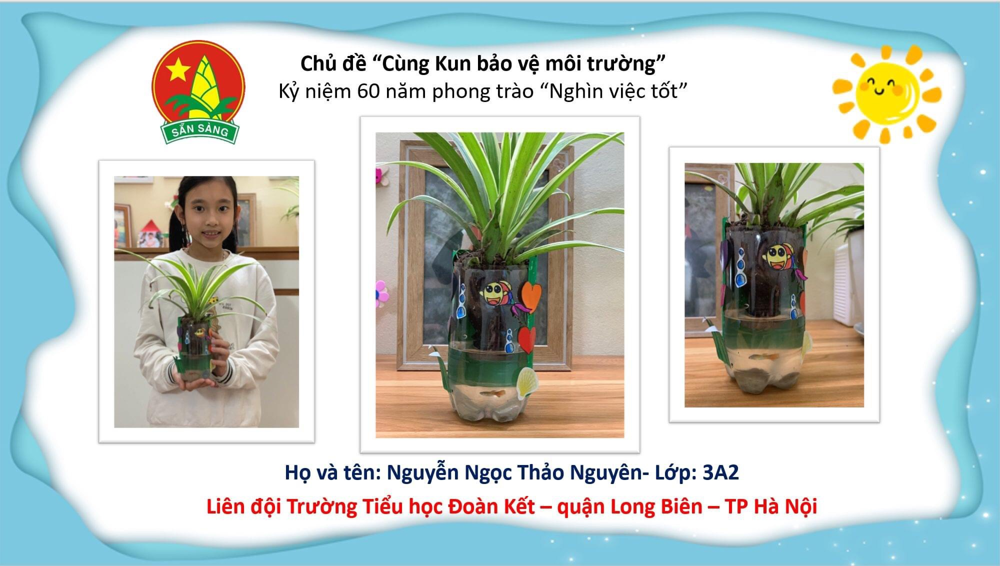 Chủ đề “Cùng Kun bảo vệ môi trường”
Kỷ niệm 60 năm phong trào “Nghìn việc tốt”
SẴN SÀNG
Họ và tên: Nguyễn Ngọc Thảo Nguyên- Lớp: 3A2
Liên đội Trường Tiểu học Đoàn Kết – quận Long Biên – TP Hà Nội